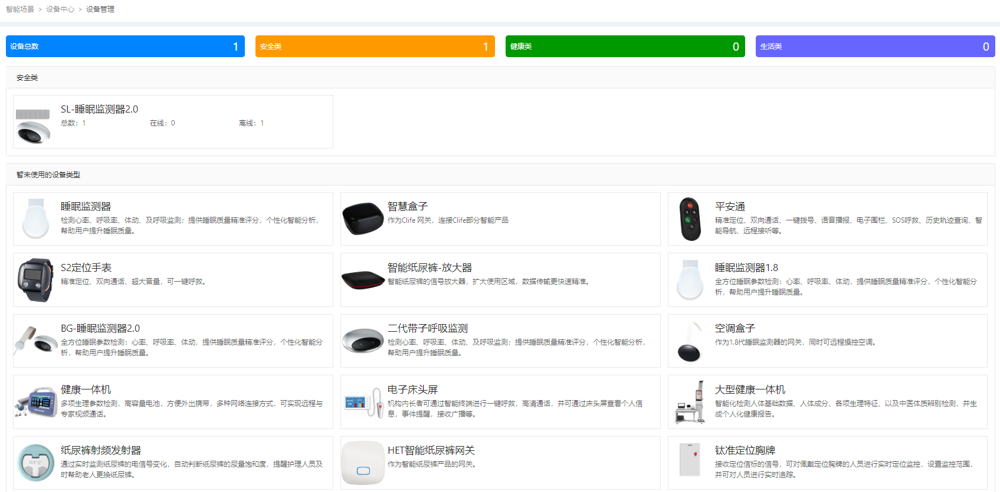 智能场景 > 设备中心 > 设备管理
设备总数 1
安全类 1
健康类 0
生活类 0
安全类
SL-睡眠监测器2.0
总数：1 在线：0 离线：1
暂未使用的设备类型
睡眠监测器
检测心率、呼吸率、体动、及呼吸监测；提供睡眠质量精准评分，个性化智能分析，
帮助用户提升睡眠质量。
智慧盒子
作为Clife 网关，连接Clife部分智能产品
平安通
精准定位、双向通话、一键拨号、语音播报、电子围栏、SOS呼救、历史轨迹查询、智
能导航、远程接听等。
S2定位手表
精准定位、双向通话、超大音量，可一键呼救。
智能纸尿裤-放大器
智能纸尿裤的信号放大器，扩大使用区域，数据传输更快速精准。
睡眠监测器1.8
全方位睡眠参数检测：心率、呼吸率、体动，提供睡眠质量精准评分，个性化智能分
析，帮助用户提升睡眠质量。
BG-睡眠监测器2.0
全方位睡眠参数检测：心率、呼吸率、体动，提供睡眠质量精准评分，个性化智能分
析，帮助用户提升睡眠质量。
二代带子呼吸监测
检测心率、呼吸率、体动、及呼吸监测；提供睡眠质量精准评分，个性化智能分析，
帮助用户提升睡眠质量。
空调盒子
作为1.8代睡眠监测器的网关，同时可远程操控空调。
健康一体机
多项生理参数检测，高容量电池，方便外出携带，多种网络连接方式，可实现远程与
专家视频通话。
电子床头屏
机构内长者可通过智能终端进行一键呼救，高清通话，并可通过床头屏查看个人信
息，事件提醒，接收广播等。
大型健康一体机
智能化检测人体基础数据、人体成分、各项生理特征、以及中医体质辨别检测，并生
成个人化健康报告。
纸尿裤射频发射器
通过实时监测纸尿裤的电信号变化，自动判断纸尿裤的尿量饱和度，提醒护理人员及
时帮助老人更换纸尿裤。
HET智能纸尿裤网关
作为智能纸尿裤产品的网关。
钛准定位胸牌
接收定位信标的信号，可对佩戴定位胸牌的人员进行实时定位监控，设置监控范围，
并可对人员进行实时追踪。